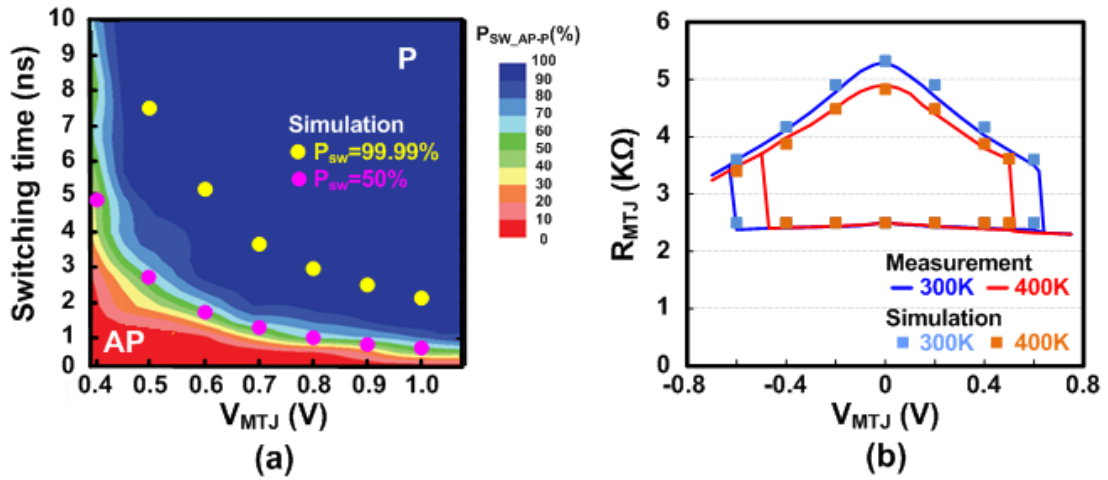 Switching time (ns)
10
9
8
7
6
5
4
3
2
1
0
P
Simulation
P_SW=99.99%
P_SW=50%
AP
0.4 0.5 0.6 0.7 0.8 0.9 1.0
V_MTJ (V)
(a)
P_SW_AP-P(%)
100
90
80
70
60
50
40
30
20
10
0
R_MTJ (KΩ)
6
5
4
3
2
1
0
Measurement
300K 400K
Simulation
300K 400K
-0.8 -0.4 0 0.4 0.8
V_MTJ (V)
(b)